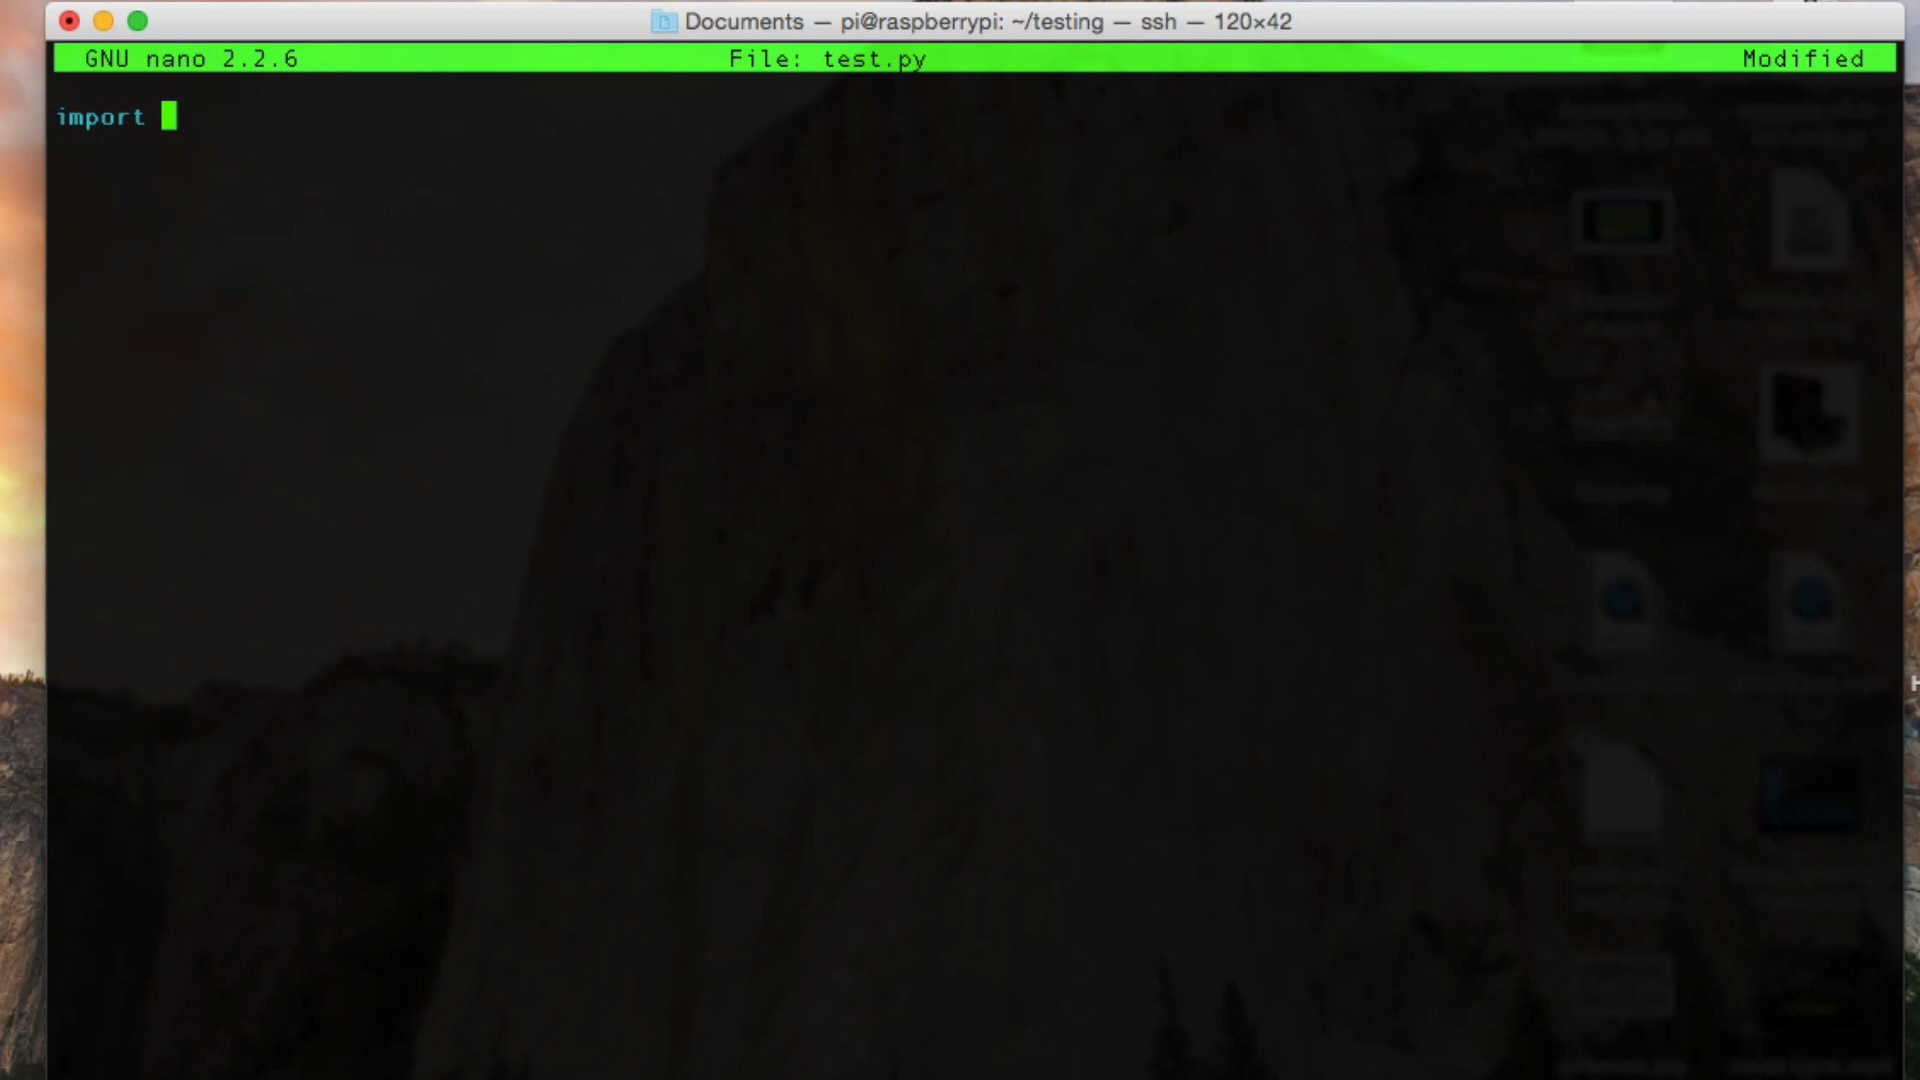 Documents — pi@raspberrypi: ~/testing — ssh — 120×42
GNU nano 2.2.6 File: test.py Modified
import